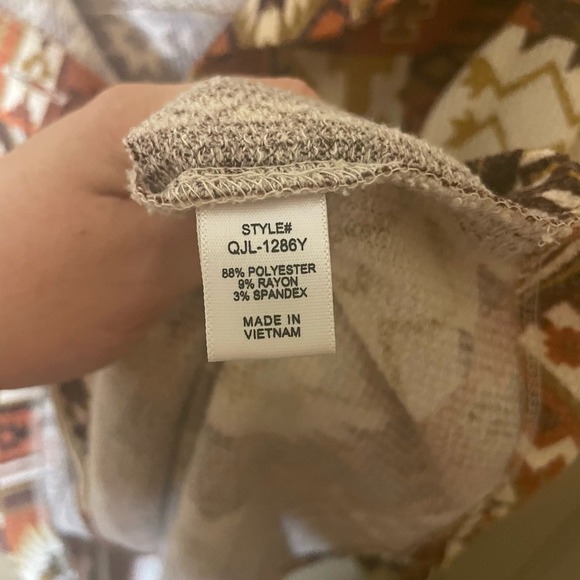 STYLE#
QJL-1286Y
88% POLYESTER
9% RAYON
3% SPANDEX
MADE IN
VIETNAM